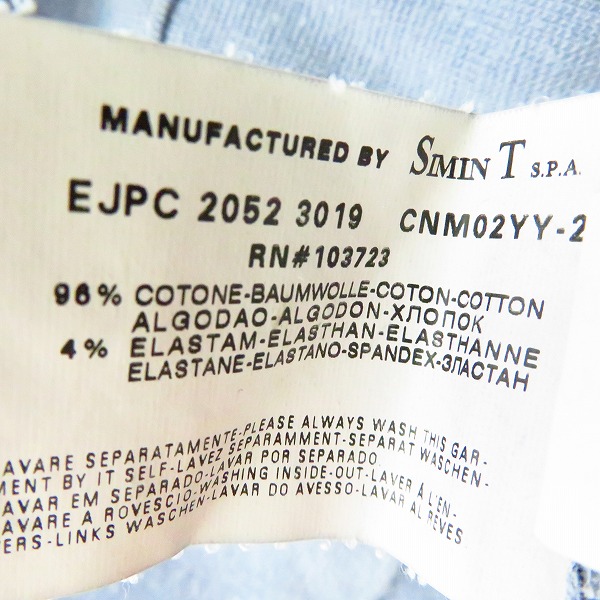 MANUFACTURED BY SIMINT S.P.A.
EJPC 2052 3019 CNM02YY-2
RN#103723
96% COTONE-BAUMWOLLE-COTON-COTTON
ALGODAO-ALGODON-ХЛОПОК
4% ELASTAM-ELASTHAN-ELASTHANNE
ELASTANE-ELASTANO-SPANDEX-ЭЛАСТАН
LAVARE SEPARATAMENTE-PLEASE ALWAYS WASH THIS GAR-
MENT BY IT SELF-LAVEZ SEPARAMMENT-SEPARAT WASCHEN-
LAVAR EM SEPARADO-LAVAR POR SEPARADO
LAVARE A ROVESCIO-WASHING INSIDE-OUT-LAVER À L'EN-
VERS-LINKS WASCHEN-LAVAR DO AVESSO-LAVAR AL REVÈS